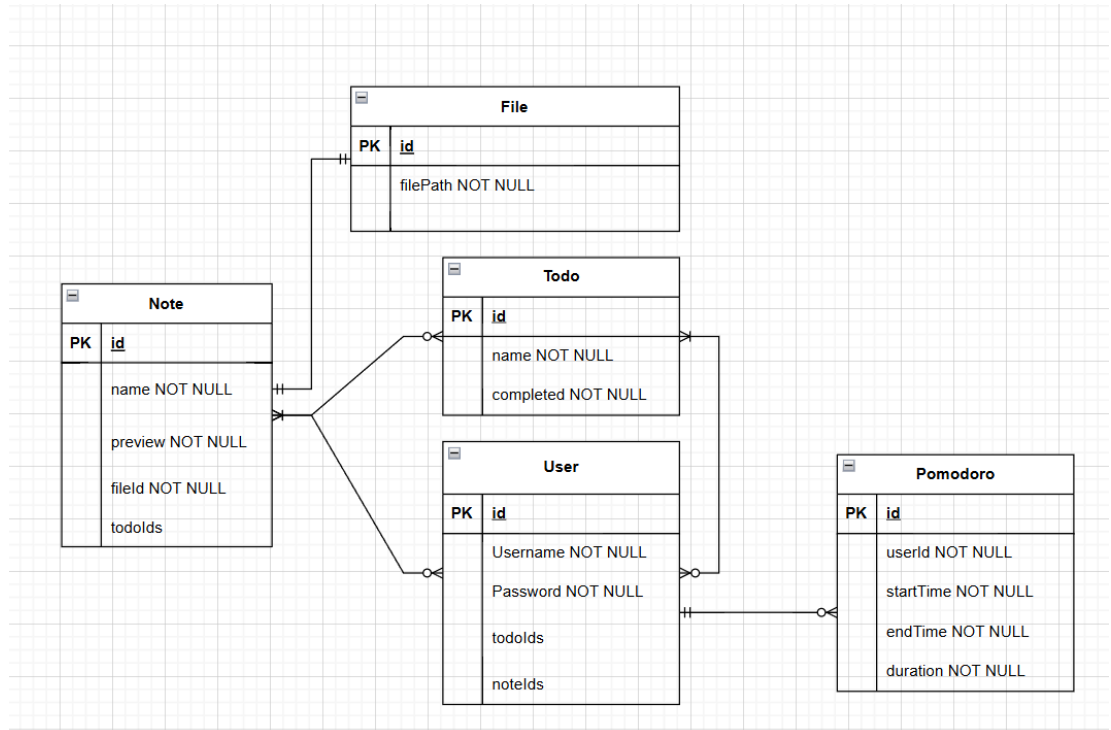 File
PK id
filePath NOT NULL
Note
PK id
name NOT NULL
preview NOT NULL
fileId NOT NULL
todoIds
Todo
PK id
name NOT NULL
completed NOT NULL
User
PK id
Username NOT NULL
Password NOT NULL
todoIds
noteIds
Pomodoro
PK id
userId NOT NULL
startTime NOT NULL
endTime NOT NULL
duration NOT NULL